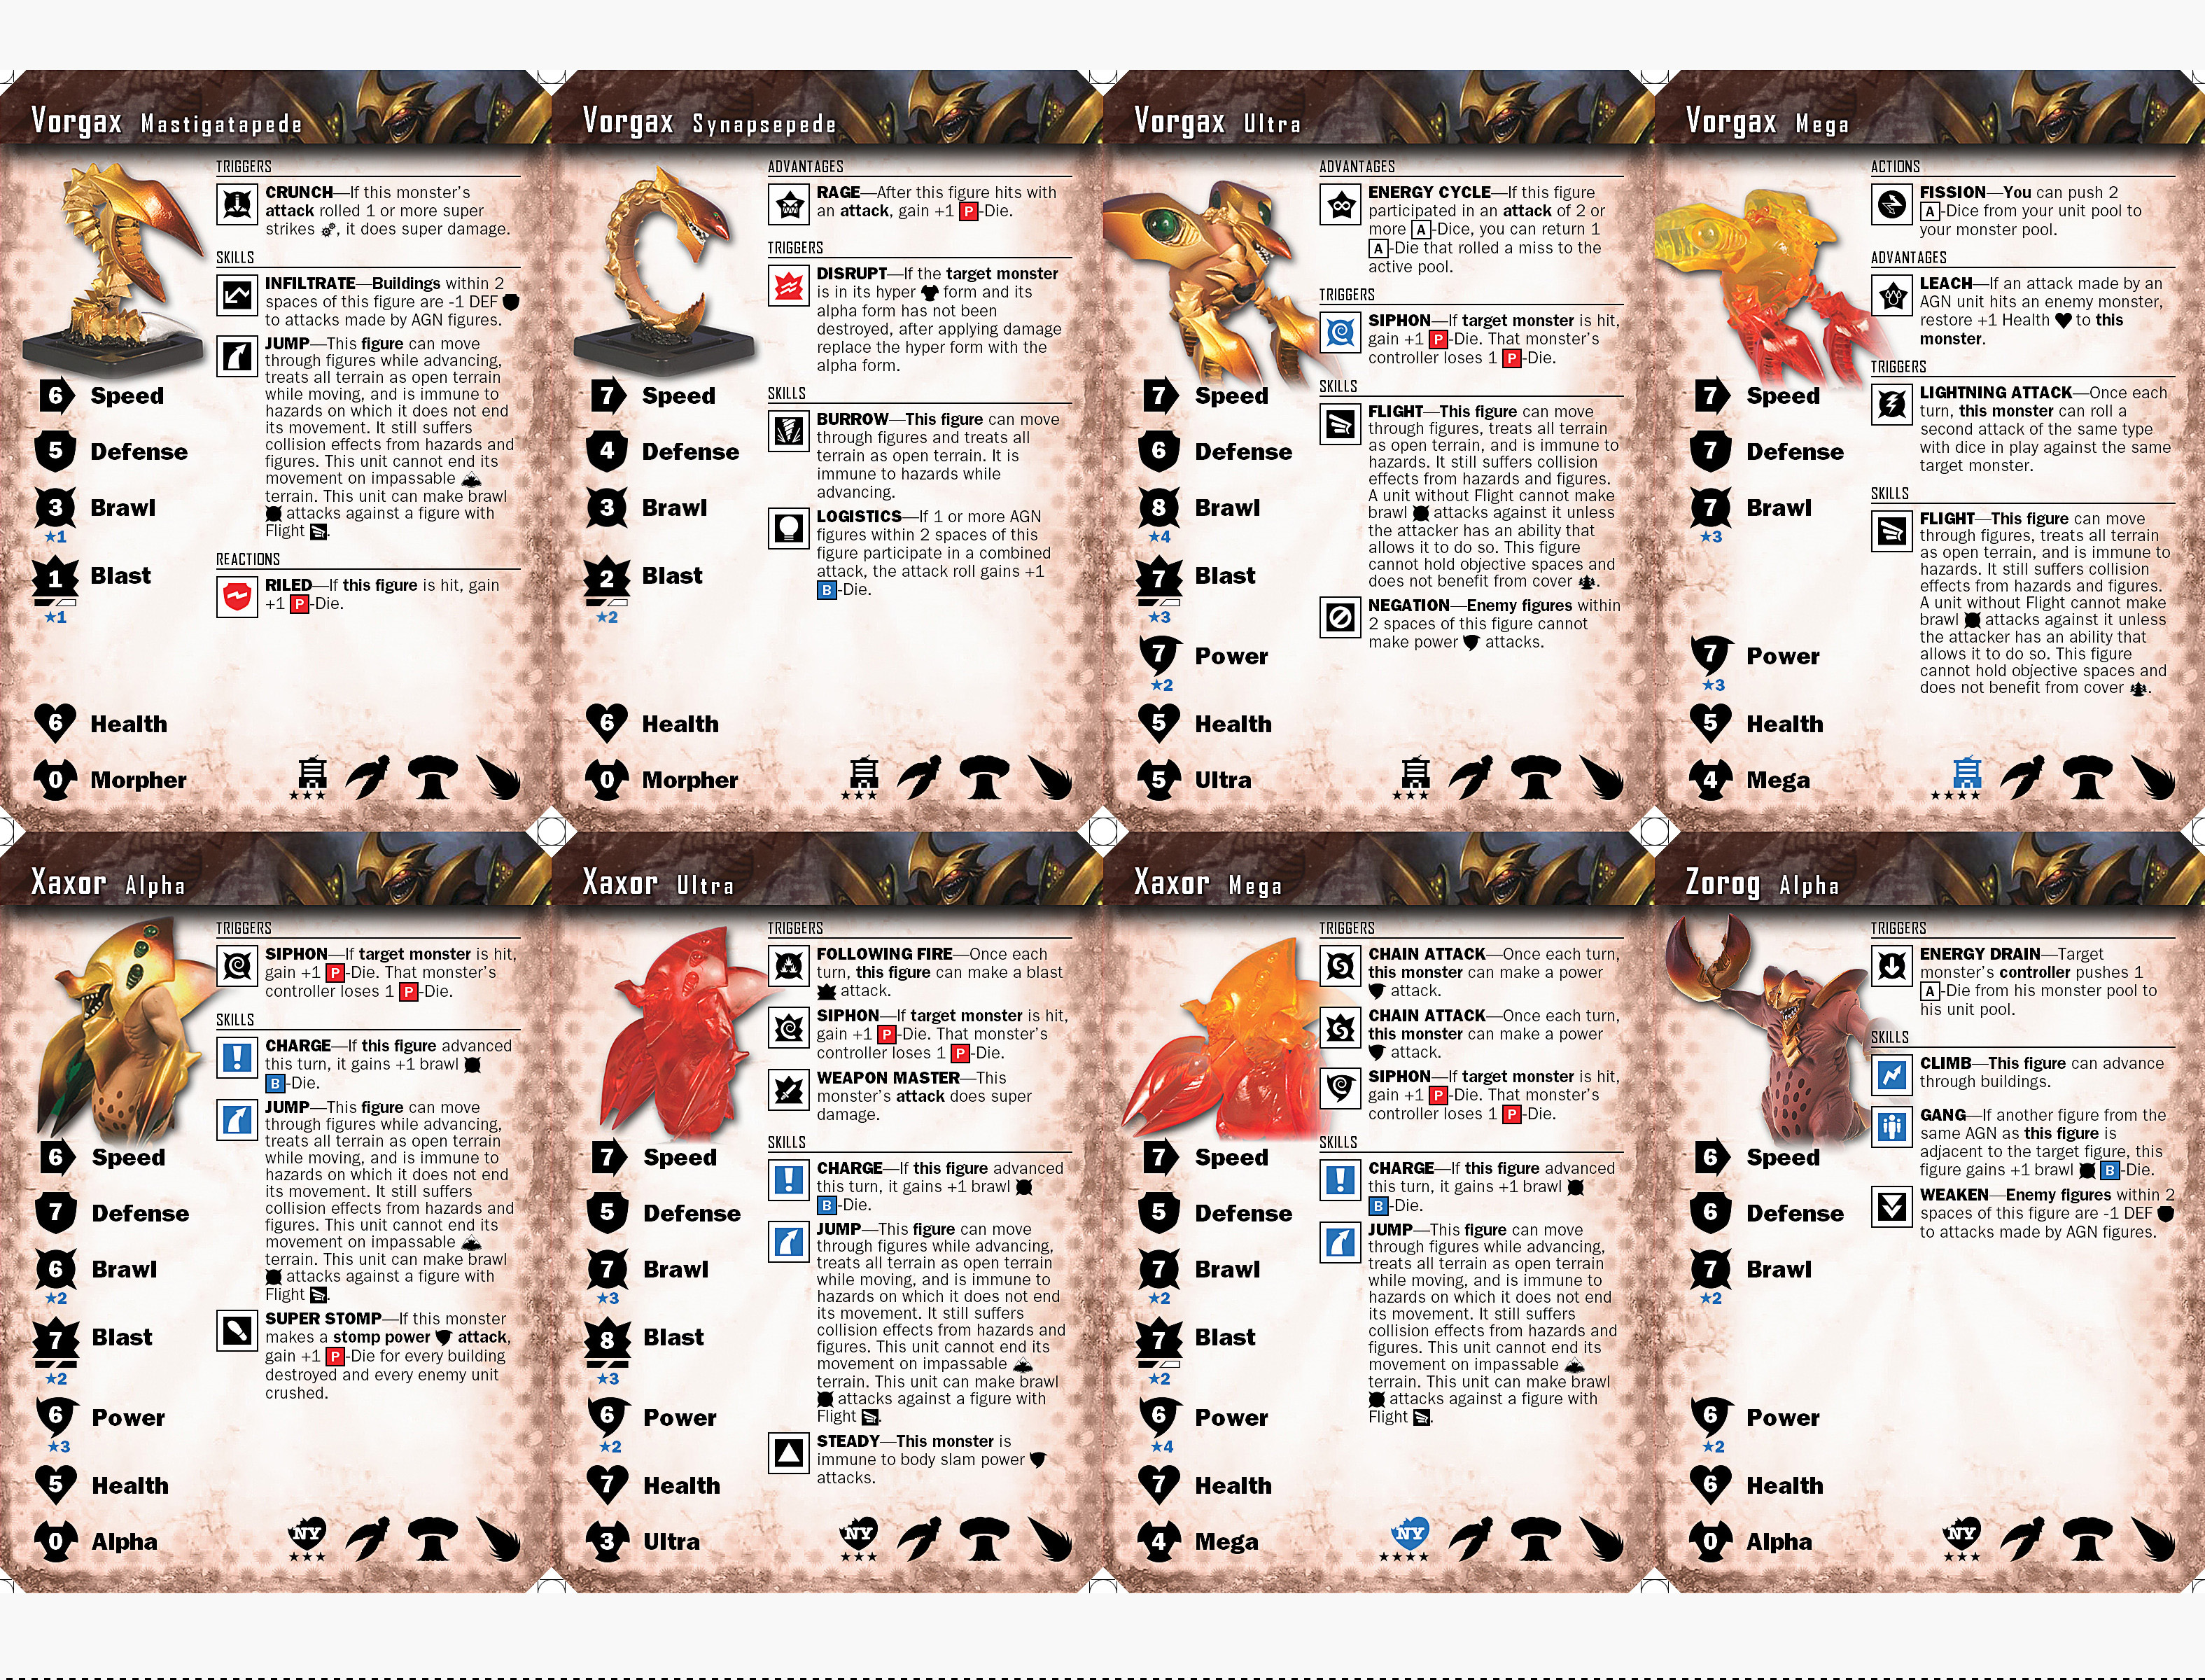 Vorgax Mastigatapede
TRIGGERS
CRUNCH—If this monster's
attack rolled 1 or more super
strikes , it does super damage.
SKILLS
INFILTRATE—Buildings within 2
spaces of this figure are -1 DEF
to attacks made by AGN figures.
JUMP—This figure can move
through figures while advancing,
treats all terrain as open terrain
while moving, and is immune to
hazards on which it does not end
its movement. It still suffers
collision effects from hazards and
figures. This unit cannot end its
movement on impassable
terrain. This unit can make brawl
attacks against a figure with
Flight .
REACTIONS
RILED—If this figure is hit, gain
+1 P-Die.
6 Speed
5 Defense
3 Brawl
★1
1 Blast
★1
6 Health
0 Morpher
★★★
Vorgax Synapsepede
ADVANTAGES
RAGE—After this figure hits with
an attack, gain +1 P-Die.
TRIGGERS
DISRUPT—If the target monster
is in its hyper form and its
alpha form has not been
destroyed, after applying damage
replace the hyper form with the
alpha form.
SKILLS
BURROW—This figure can move
through figures and treats all
terrain as open terrain. It is
immune to hazards while
advancing.
LOGISTICS—If 1 or more AGN
figures within 2 spaces of this
figure participate in a combined
attack, the attack roll gains +1
B-Die.
7 Speed
4 Defense
3 Brawl
2 Blast
★2
6 Health
0 Morpher
★★★
Vorgax Ultra
ADVANTAGES
ENERGY CYCLE—If this figure
participated in an attack of 2 or
more A-Dice, you can return 1
A-Die that rolled a miss to the
active pool.
TRIGGERS
SIPHON—If target monster is hit,
gain +1 P-Die. That monster's
controller loses 1 P-Die.
SKILLS
FLIGHT—This figure can move
through figures, treats all terrain
as open terrain, and is immune to
hazards. It still suffers collision
effects from hazards and figures.
A unit without Flight cannot make
brawl attacks against it unless
the attacker has an ability that
allows it to do so. This figure
cannot hold objective spaces and
does not benefit from cover .
NEGATION—Enemy figures within
2 spaces of this figure cannot
make power attacks.
7 Speed
6 Defense
8 Brawl
★4
7 Blast
★3
7 Power
★2
5 Health
5 Ultra
★★★
Vorgax Mega
ACTIONS
FISSION—You can push 2
A-Dice from your unit pool to
your monster pool.
ADVANTAGES
LEACH—If an attack made by an
AGN unit hits an enemy monster,
restore +1 Health to this
monster.
TRIGGERS
LIGHTNING ATTACK—Once each
turn, this monster can roll a
second attack of the same type
with dice in play against the same
target monster.
SKILLS
FLIGHT—This figure can move
through figures, treats all terrain
as open terrain, and is immune to
hazards. It still suffers collision
effects from hazards and figures.
A unit without Flight cannot make
brawl attacks against it unless
the attacker has an ability that
allows it to do so. This figure
cannot hold objective spaces and
does not benefit from cover .
7 Speed
7 Defense
7 Brawl
★3
7 Power
★3
5 Health
4 Mega
★★★★
Xaxor Alpha
TRIGGERS
SIPHON—If target monster is hit,
gain +1 P-Die. That monster's
controller loses 1 P-Die.
SKILLS
CHARGE—If this figure advanced
this turn, it gains +1 brawl
B-Die.
JUMP—This figure can move
through figures while advancing,
treats all terrain as open terrain
while moving, and is immune to
hazards on which it does not end
its movement. It still suffers
collision effects from hazards and
figures. This unit cannot end its
movement on impassable
terrain. This unit can make brawl
attacks against a figure with
Flight .
SUPER STOMP—If this monster
makes a stomp power attack,
gain +1 P-Die for every building
destroyed and every enemy unit
crushed.
6 Speed
7 Defense
6 Brawl
★2
7 Blast
★2
6 Power
★3
5 Health
0 Alpha
NY
★★★
Xaxor Ultra
TRIGGERS
FOLLOWING FIRE—Once each
turn, this figure can make a blast
attack.
SIPHON—If target monster is hit,
gain +1 P-Die. That monster's
controller loses 1 P-Die.
WEAPON MASTER—This
monster's attack does super
damage.
SKILLS
CHARGE—If this figure advanced
this turn, it gains +1 brawl
B-Die.
JUMP—This figure can move
through figures while advancing,
treats all terrain as open terrain
while moving, and is immune to
hazards on which it does not end
its movement. It still suffers
collision effects from hazards and
figures. This unit cannot end its
movement on impassable
terrain. This unit can make brawl
attacks against a figure with
Flight .
STEADY—This monster is
immune to body slam power
attacks.
7 Speed
5 Defense
7 Brawl
★3
8 Blast
★3
6 Power
★2
7 Health
3 Ultra
NY
★★★
Xaxor Mega
TRIGGERS
CHAIN ATTACK—Once each turn,
this monster can make a power
attack.
CHAIN ATTACK—Once each turn,
this monster can make a power
attack.
SIPHON—If target monster is hit,
gain +1 P-Die. That monster's
controller loses 1 P-Die.
SKILLS
CHARGE—If this figure advanced
this turn, it gains +1 brawl
B-Die.
JUMP—This figure can move
through figures while advancing,
treats all terrain as open terrain
while moving, and is immune to
hazards on which it does not end
its movement. It still suffers
collision effects from hazards and
figures. This unit cannot end its
movement on impassable
terrain. This unit can make brawl
attacks against a figure with
Flight .
7 Speed
5 Defense
7 Brawl
★2
7 Blast
★2
6 Power
★4
7 Health
4 Mega
NY
★★★★
Zorog Alpha
TRIGGERS
ENERGY DRAIN—Target
monster's controller pushes 1
A-Die from his monster pool to
his unit pool.
SKILLS
CLIMB—This figure can advance
through buildings.
GANG—If another figure from the
same AGN as this figure is
adjacent to the target figure, this
figure gains +1 brawl B-Die.
WEAKEN—Enemy figures within 2
spaces of this figure are -1 DEF
to attacks made by AGN figures.
6 Speed
6 Defense
7 Brawl
★2
6 Power
★2
6 Health
0 Alpha
NY
★★★